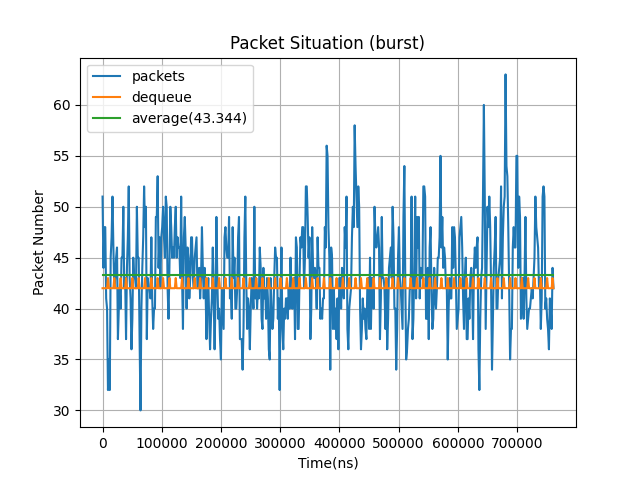 Packet Situation (burst)
packets
dequeue
average(43.344)
60
55
50
45
40
35
30
Packet Number
0 100000 200000 300000 400000 500000 600000 700000
Time(ns)